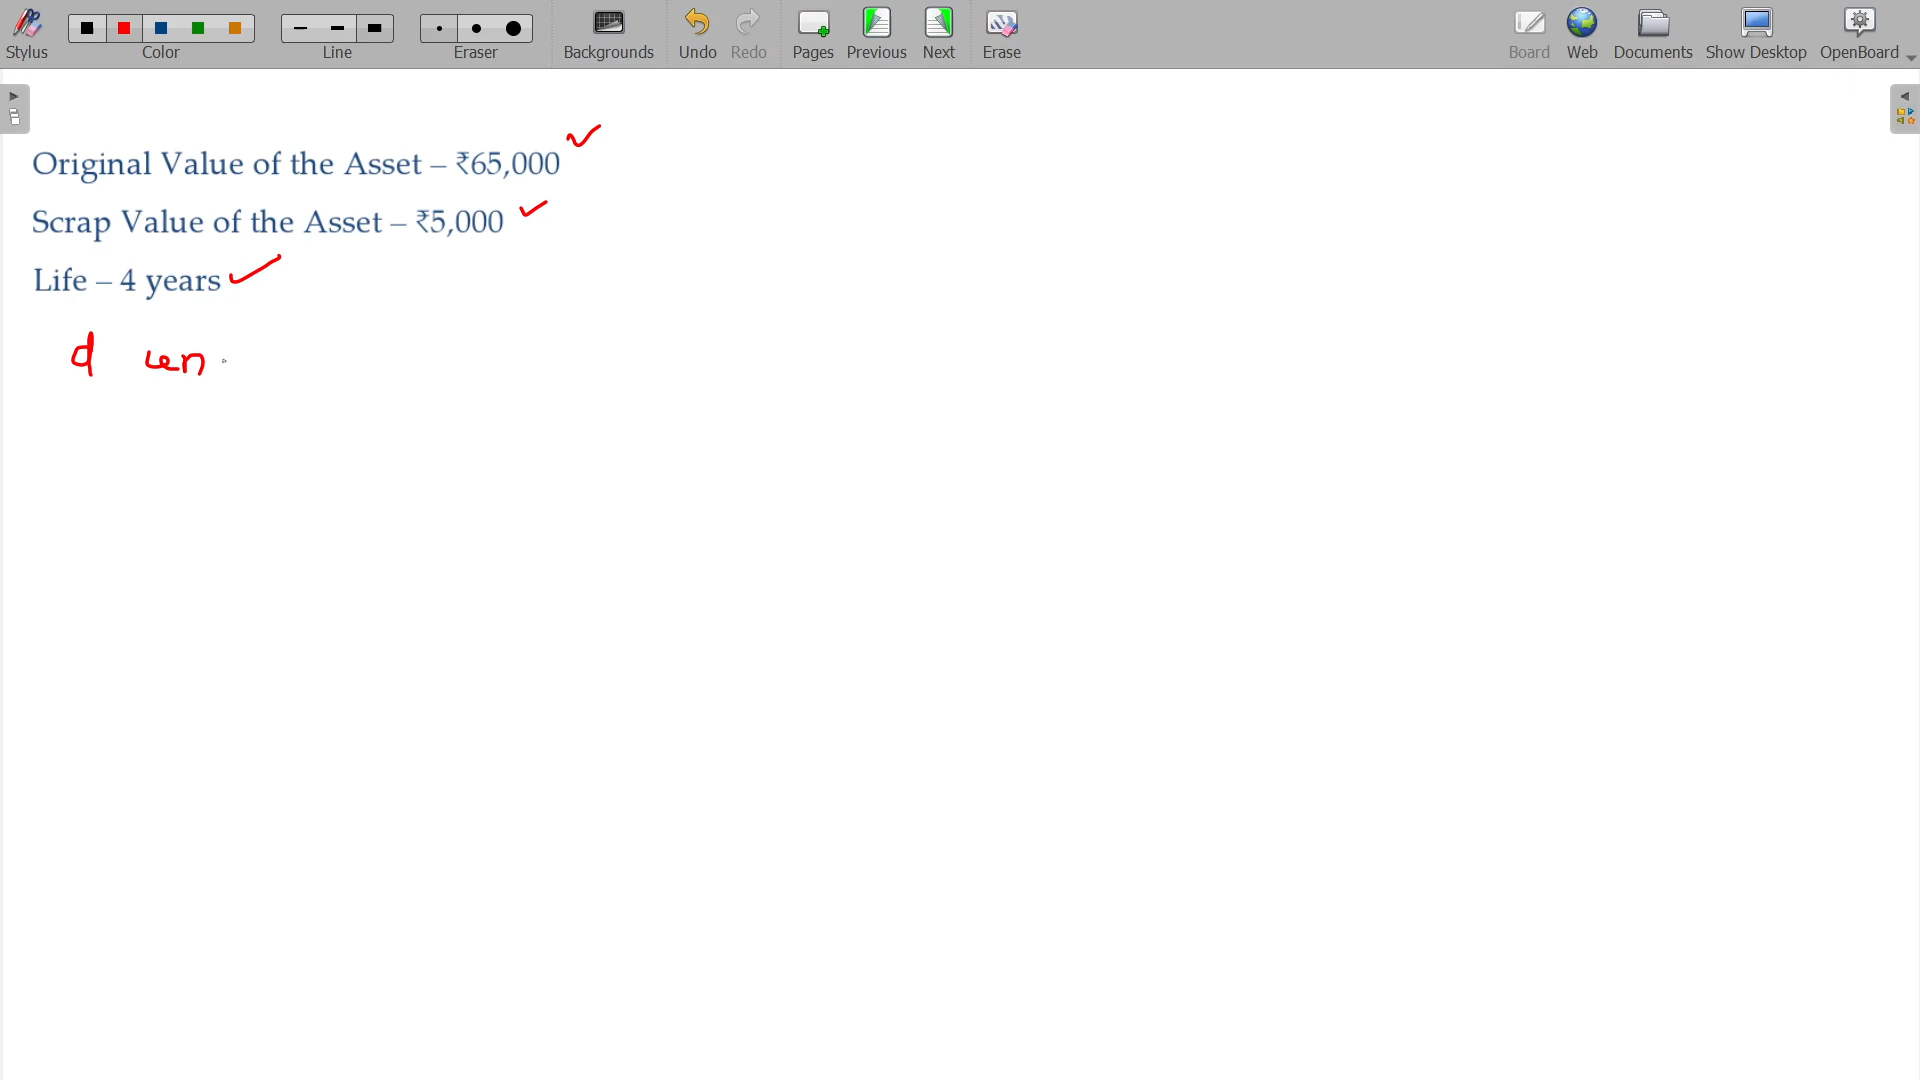 Stylus Color Line Eraser Backgrounds Undo Redo Pages Previous Next Erase Board Web Documents Show Desktop OpenBoard
Original Value of the Asset – ₹65,000
Scrap Value of the Asset – ₹5,000
Life – 4 years
d